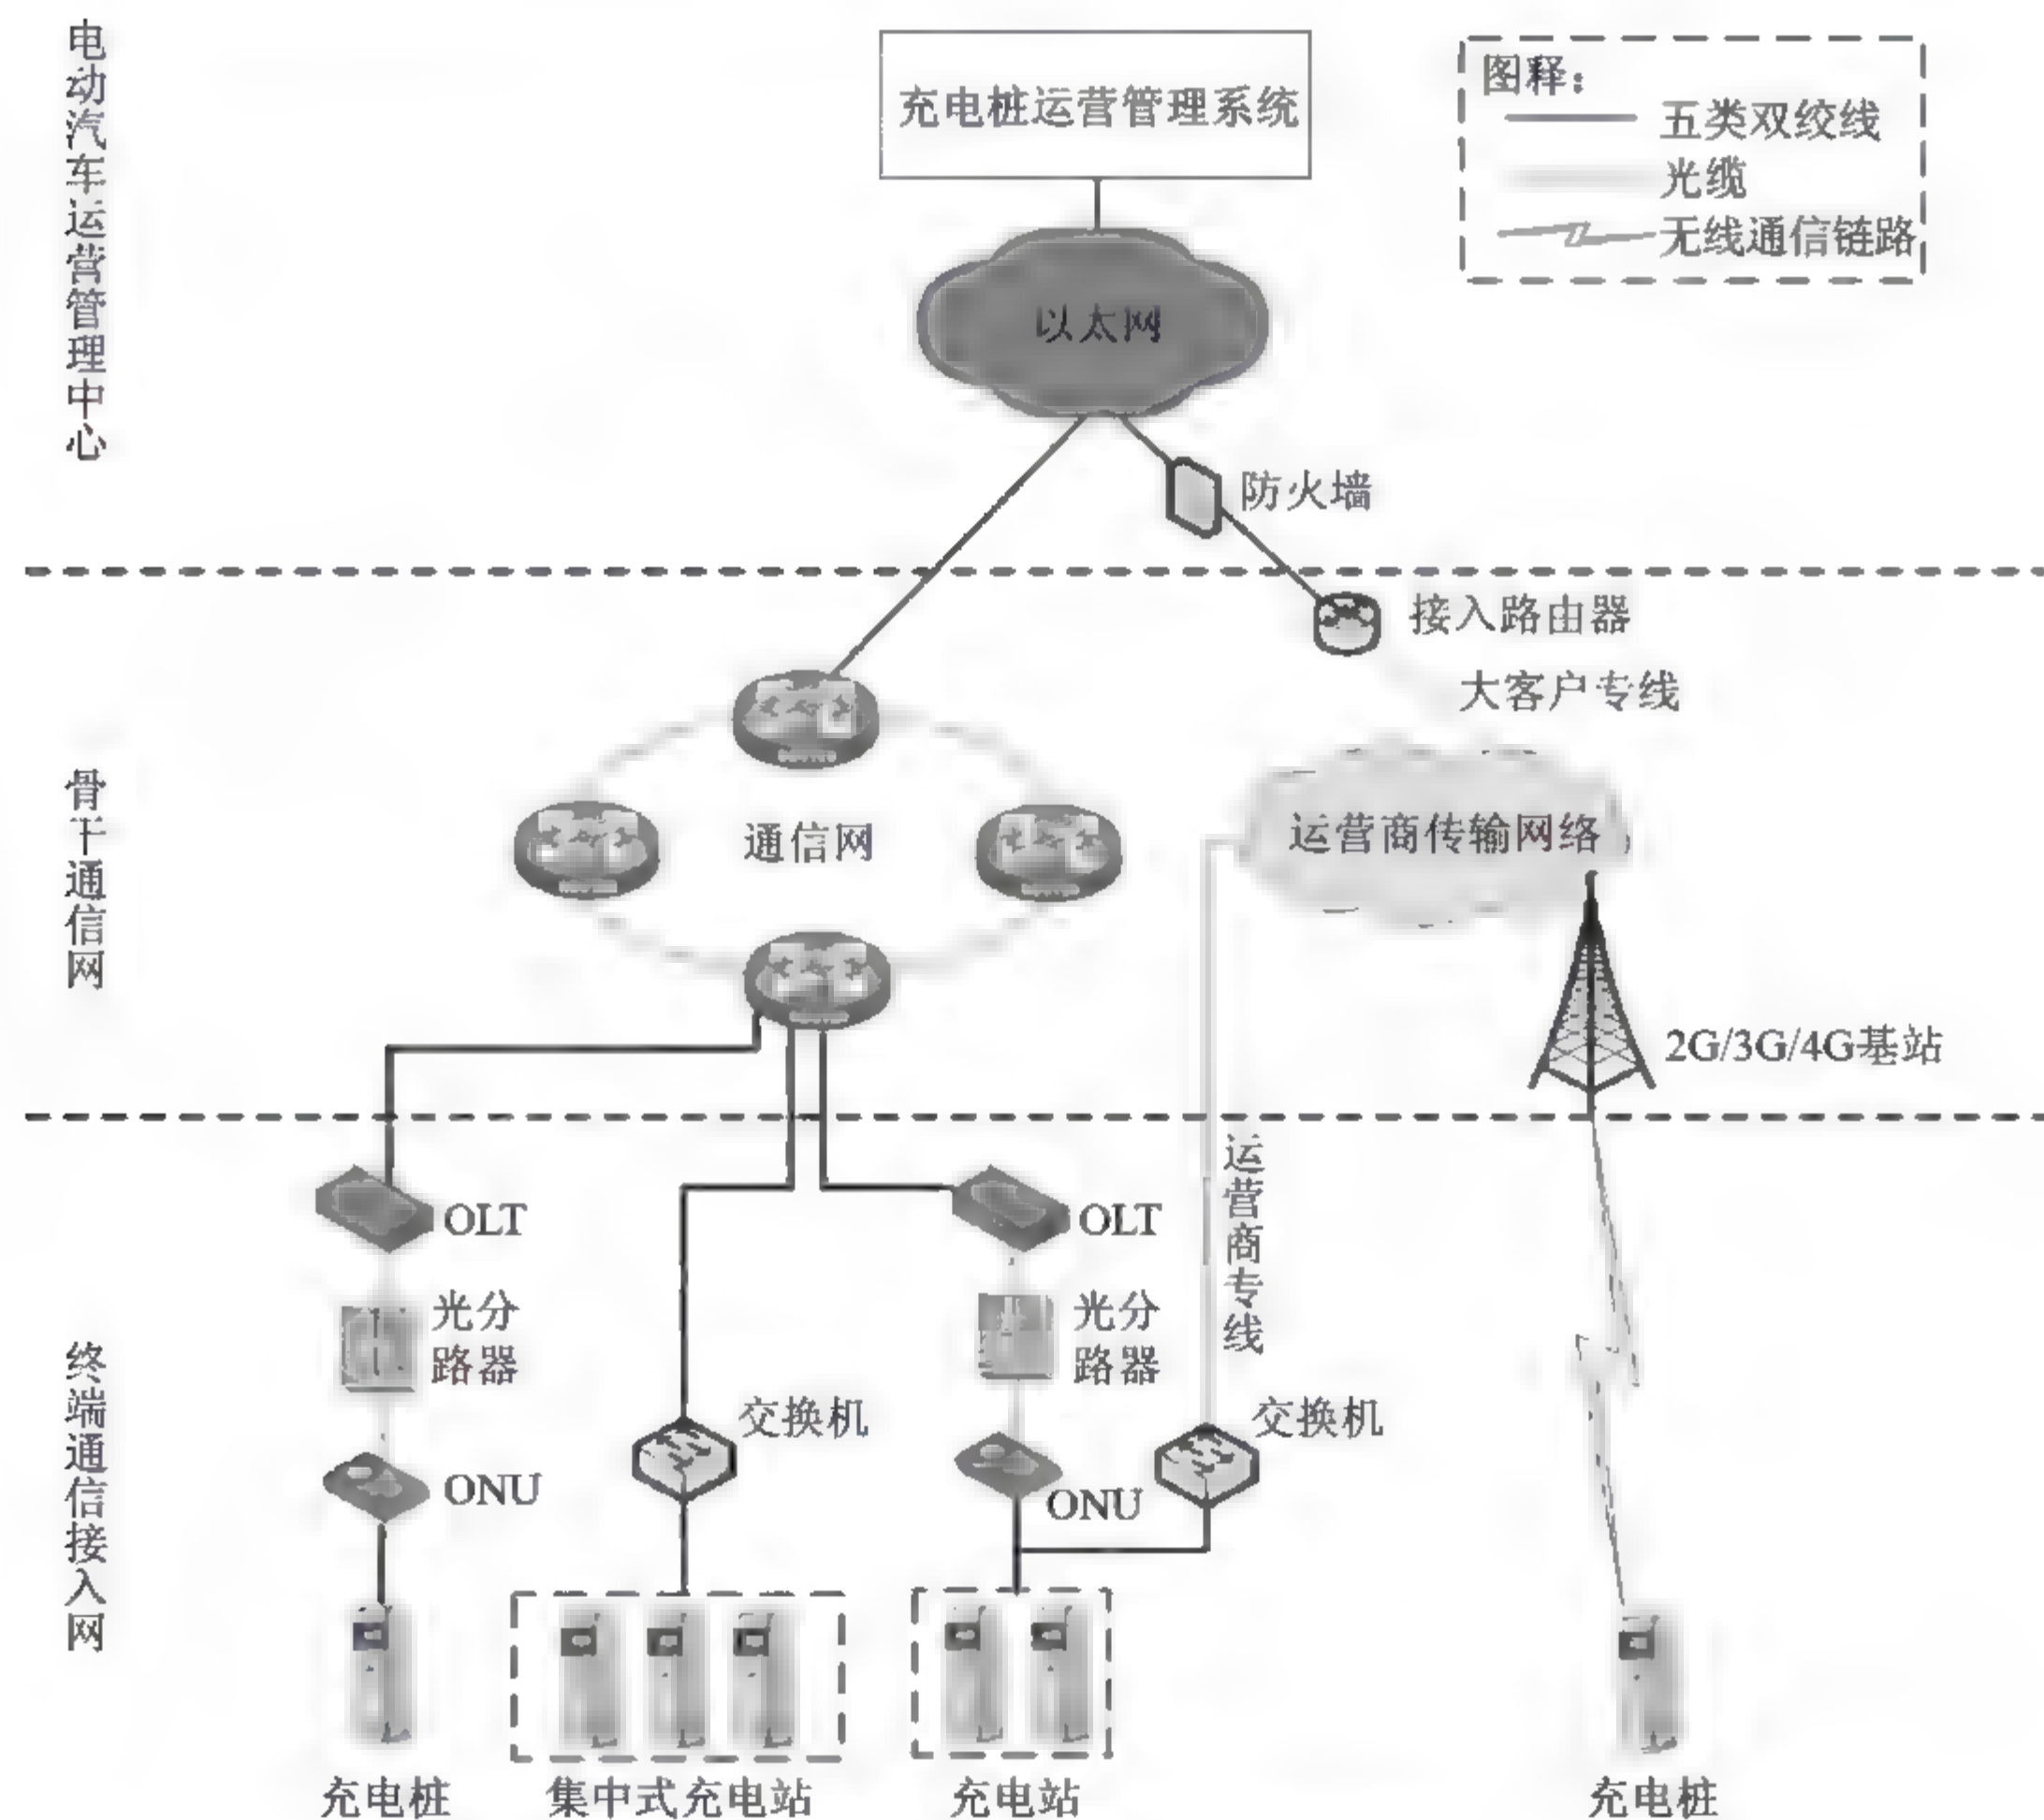 电动汽车运营管理中心
充电桩运营管理系统
图释：
五类双绞线
光缆
无线通信链路
以太网
防火墙
接入路由器
大客户专线
骨干通信网
通信网
运营商传输网络
2G/3G/4G基站
终端通信接入网
OLT
OLT
运营商专线
光分
路器
光分
路器
交换机
交换机
ONU
ONU
充电桩
集中式充电站
充电站
充电桩